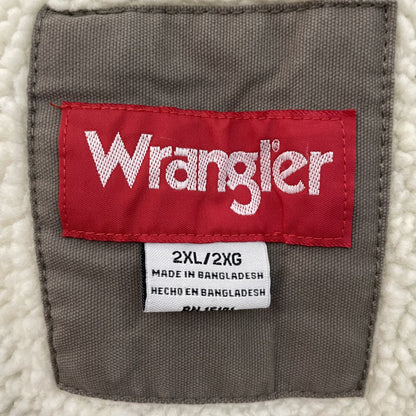 Wrangler®
2XL/2XG
MADE IN BANGLADESH
HECHO EN BANGLADESH